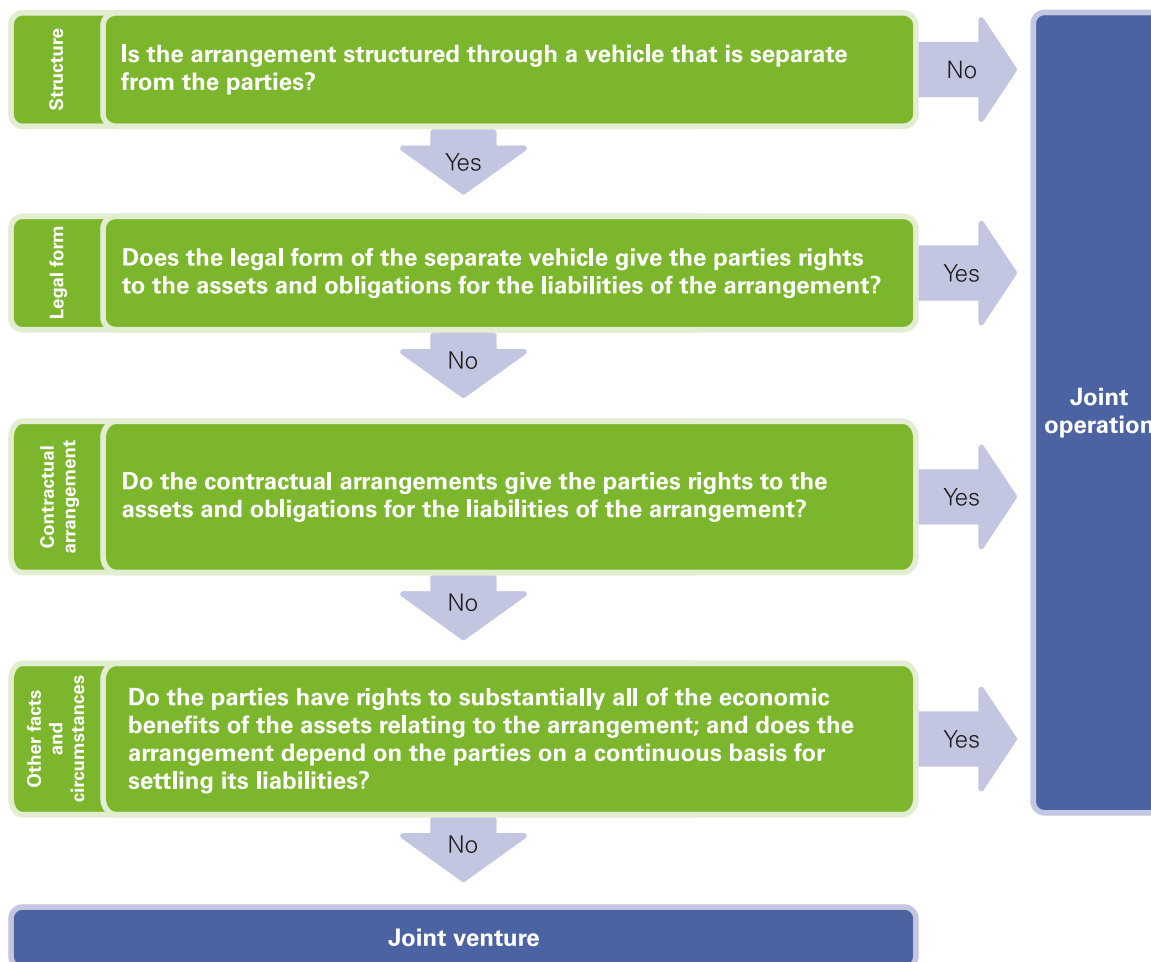 Structure
Is the arrangement structured through a vehicle that is separate
from the parties?
No
Yes
Legal form
Does the legal form of the separate vehicle give the parties rights
to the assets and obligations for the liabilities of the arrangement?
Yes
No
Joint
operation
Contractual
arrangement
Do the contractual arrangements give the parties rights to the
assets and obligations for the liabilities of the arrangement?
Yes
No
Other facts
and
circumstances
Do the parties have rights to substantially all of the economic
benefits of the assets relating to the arrangement; and does the
arrangement depend on the parties on a continuous basis for
settling its liabilities?
Yes
No
Joint venture